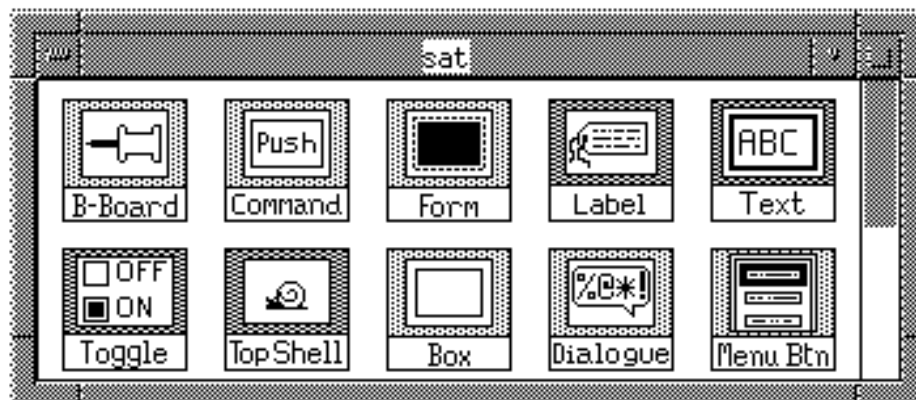 sat
Push
ABC
B-Board
Command
Form
Label
Text
OFF
ON
%@*!
Toggle
TopShell
Box
Dialogue
Menu Btn